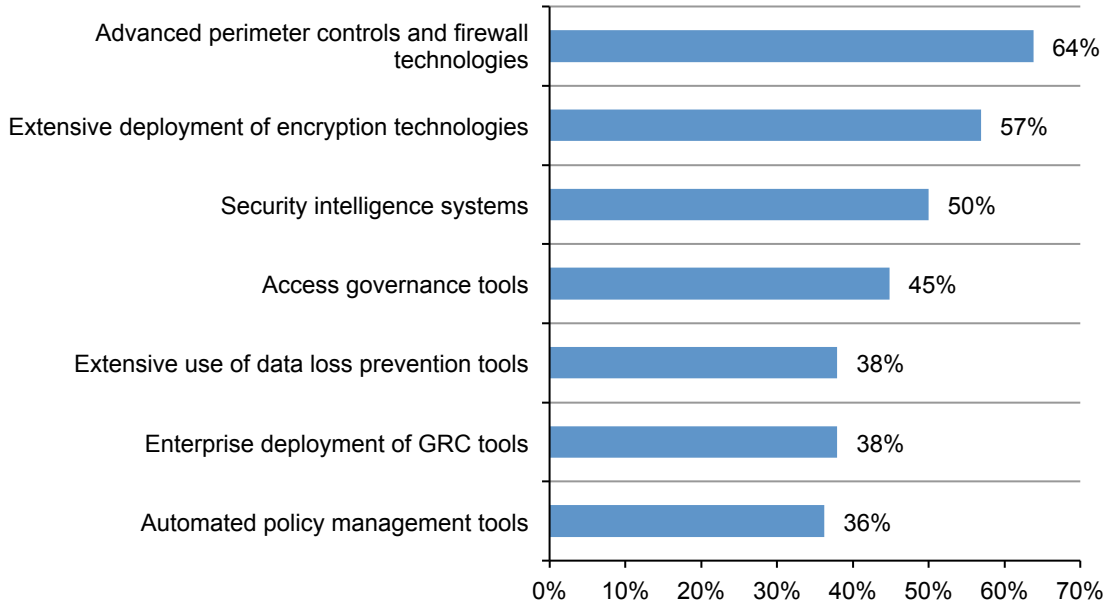 Advanced perimeter controls and firewall
technologies
64%
Extensive deployment of encryption technologies
57%
Security intelligence systems
50%
Access governance tools
45%
Extensive use of data loss prevention tools
38%
Enterprise deployment of GRC tools
38%
Automated policy management tools
36%
0% 10% 20% 30% 40% 50% 60% 70%